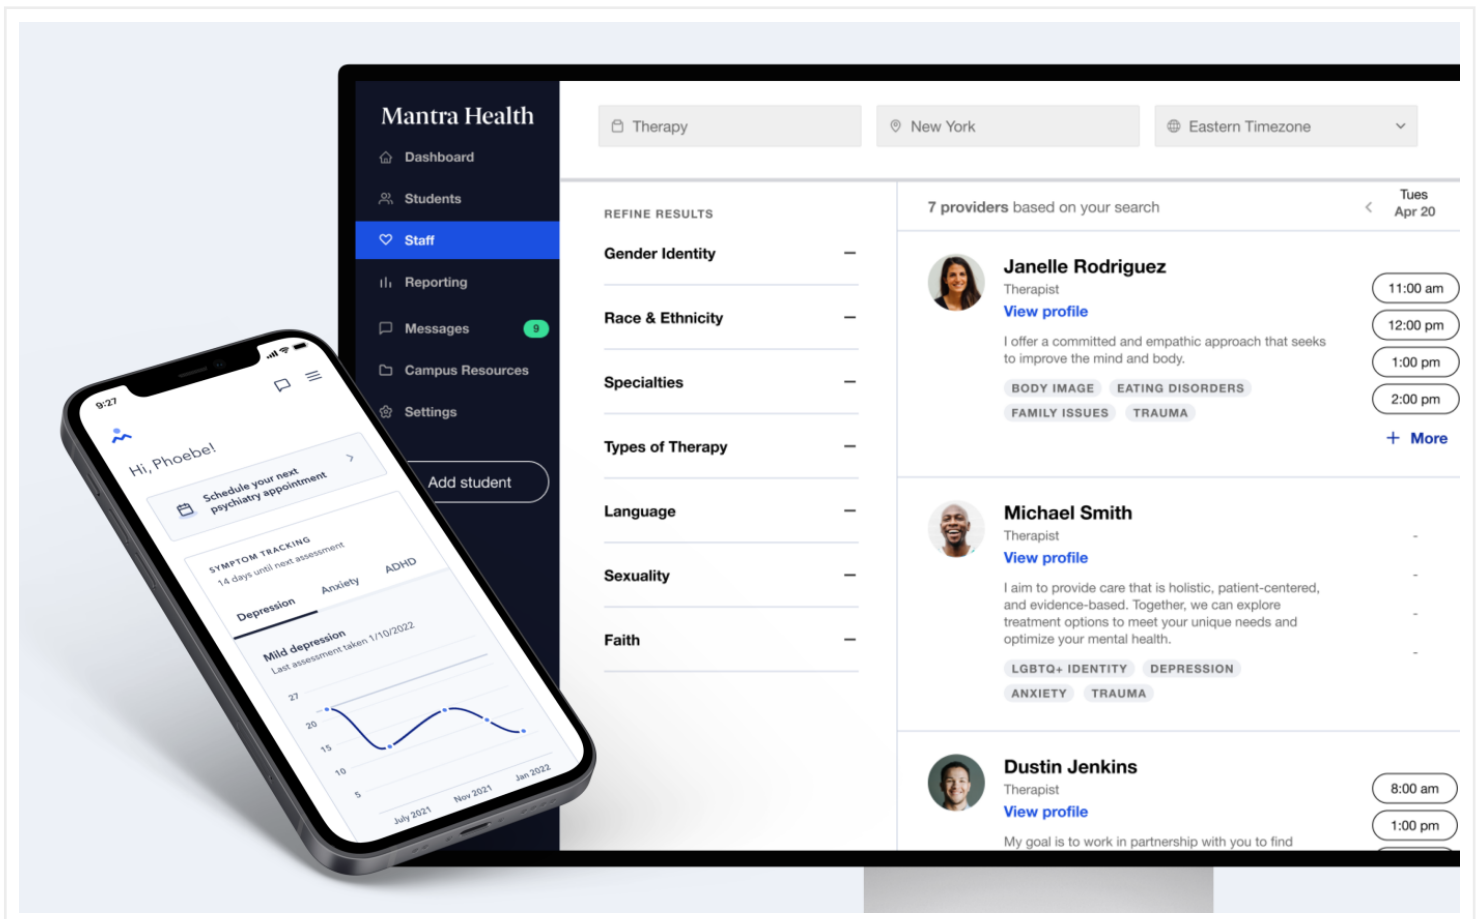 Mantra Health
Dashboard
Students
Staff
Reporting
Messages 9
Campus Resources
Settings
Add student
Therapy
New York
Eastern Timezone
REFINE RESULTS
Gender Identity
Race & Ethnicity
Specialties
Types of Therapy
Language
Sexuality
Faith
7 providers based on your search
Tues
Apr 20
Janelle Rodriguez
Therapist
View profile
I offer a committed and empathic approach that seeks
to improve the mind and body.
BODY IMAGE EATING DISORDERS
FAMILY ISSUES TRAUMA
11:00 am
12:00 pm
1:00 pm
2:00 pm
+ More
Michael Smith
Therapist
View profile
I aim to provide care that is holistic, patient-centered,
and evidence-based. Together, we can explore
treatment options to meet your unique needs and
optimize your mental health.
LGBTQ+ IDENTITY DEPRESSION
ANXIETY TRAUMA
-
-
-
-
Dustin Jenkins
Therapist
View profile
My goal is to work in partnership with you to find
8:00 am
1:00 pm
9:27
Hi, Phoebe!
Schedule your next
psychiatry appointment
SYMPTOM TRACKING
14 days until next assessment
Depression Anxiety ADHD
Mild depression
Last assessment taken 1/10/2022
27
20
15
10
5
July 2021 Nov 2021 Jan 2022